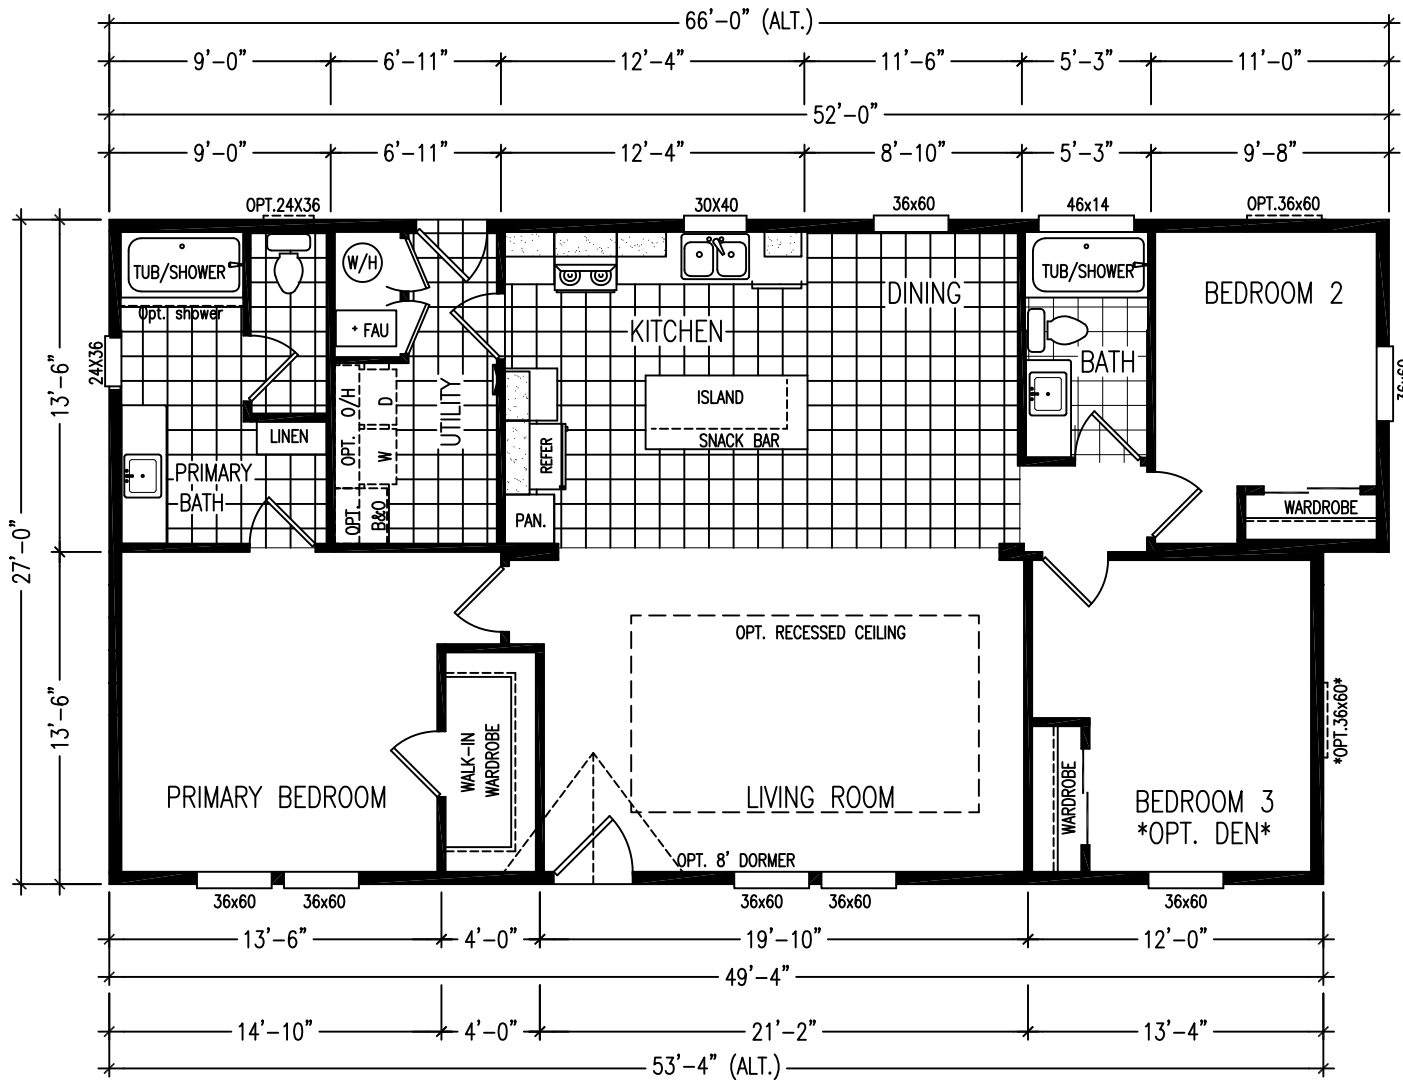 66'-0" (ALT.)
9'-0" 6'-11" 12'-4" 11'-6" 5'-3" 11'-0"
52'-0"
9'-0" 6'-11" 12'-4" 8'-10" 5'-3" 9'-8"
OPT.24X36 30X40 36x60 46x14 OPT.36x60
TUB/SHOWER
Opt. shower
W/H
+ FAU
24X36
LINEN
PRIMARY
BATH
OPT. O/H
D
W
OPT.
B&O
UTILITY
KITCHEN
DINING
ISLAND
SNACK BAR
REFER
PAN.
TUB/SHOWER
BATH
BEDROOM 2
36x60
WARDROBE
13'-6"
27'-0"
13'-6"
PRIMARY BEDROOM
WALK-IN
WARDROBE
OPT. RECESSED CEILING
LIVING ROOM
OPT. 8' DORMER
WARDROBE
BEDROOM 3
*OPT. DEN*
*OPT.36x60*
36x60 36x60 36x60 36x60 36x60
13'-6" 4'-0" 19'-10" 12'-0"
49'-4"
14'-10" 4'-0" 21'-2" 13'-4"
53'-4" (ALT.)